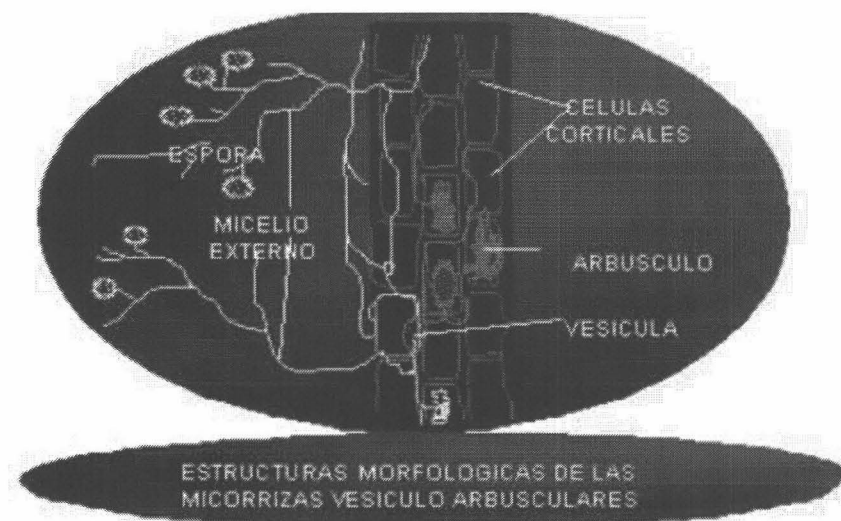 CELULAS
CORTICALES
ESPORA
MICELIO
EXTERNO
ARBUSCULO
VESICULA
ESTRUCTURAS MORFOLOGICAS DE LAS
MICORRIZAS VESICULO ARBUSCULARES